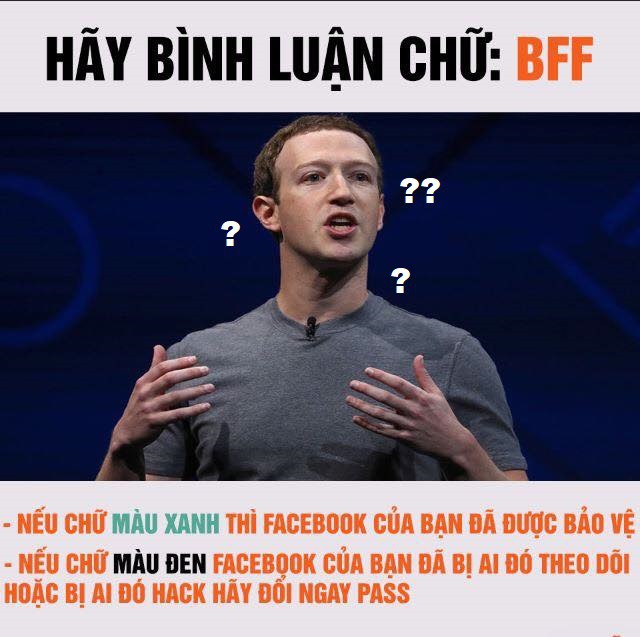 HÃY BÌNH LUẬN CHỮ: BFF
??
?
?
- NẾU CHỮ MÀU XANH THÌ FACEBOOK CỦA BẠN ĐÃ ĐƯỢC BẢO VỆ
- NẾU CHỮ MÀU ĐEN FACEBOOK CỦA BẠN ĐÃ BỊ AI ĐÓ THEO DÕI
HOẶC BỊ AI ĐÓ HACK HÃY ĐỔI NGAY PASS